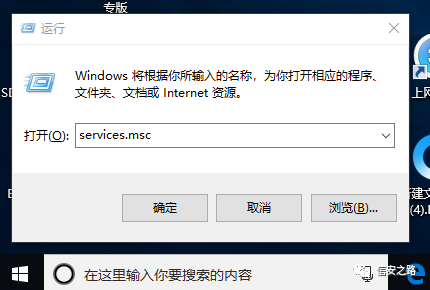 专版
运行
Windows 将根据你所输入的名称，为你打开相应的程序、
文件夹、文档或 Internet 资源。
SD
上网
打开(O):
services.msc
确定
取消
浏览(B)...
建文
(4).
在这里输入你要搜索的内容
信安之路